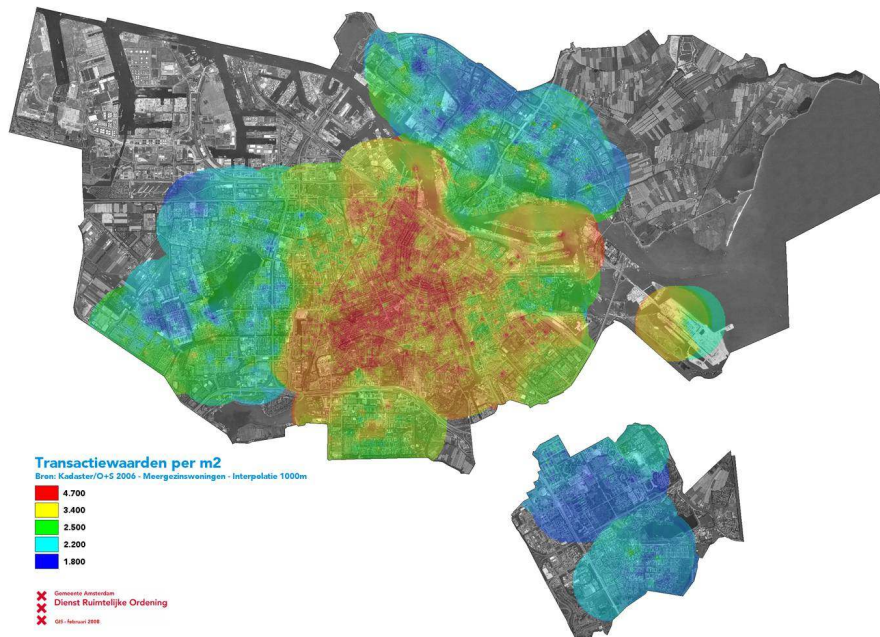 Transactiewaarden per m2
Bron: Kadaster/O+S 2006 - Meergezinswoningen - Interpolatie 1000m
4.700
3.400
2.500
2.200
1.800
Gemeente Amsterdam
Dienst Ruimtelijke Ordening
GIS - februari 2008